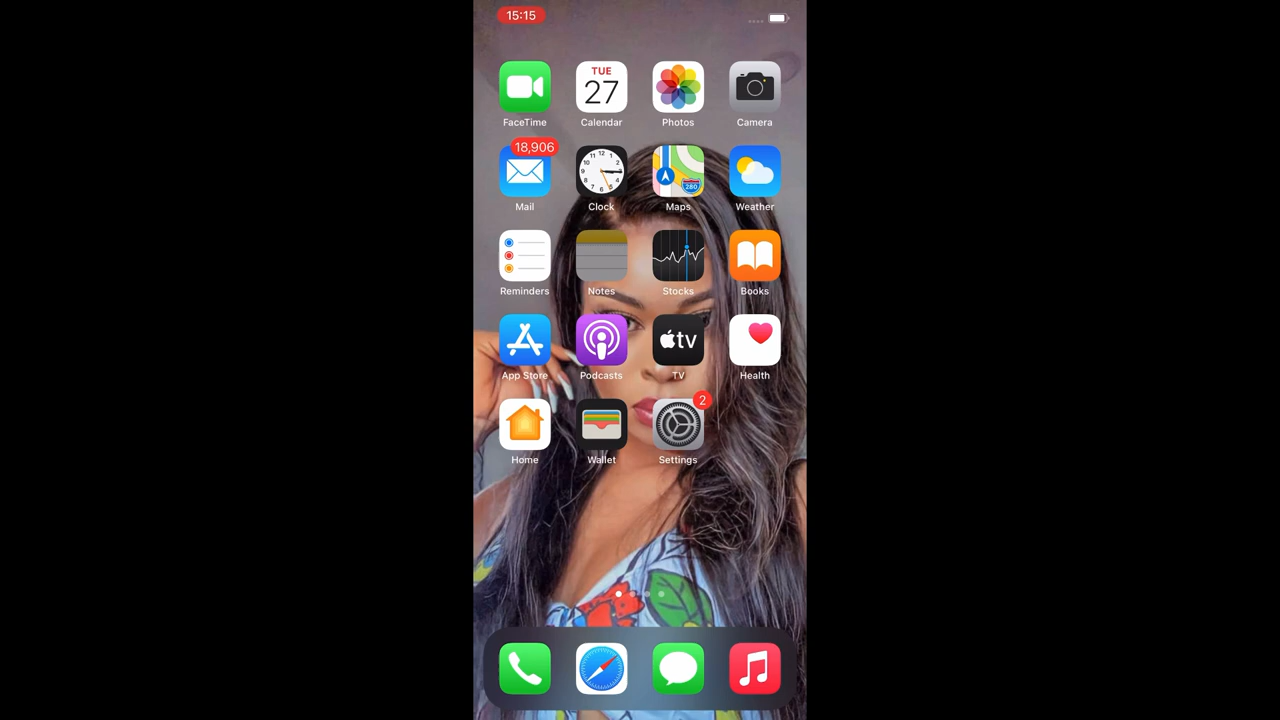 15:15
FaceTime
TUE
27
Calendar
Photos
Camera
18,906
Mail
Clock
280
Maps
Weather
Reminders
Notes
Stocks
Books
App Store
Podcasts
tv
TV
Health
2
Home
Wallet
Settings